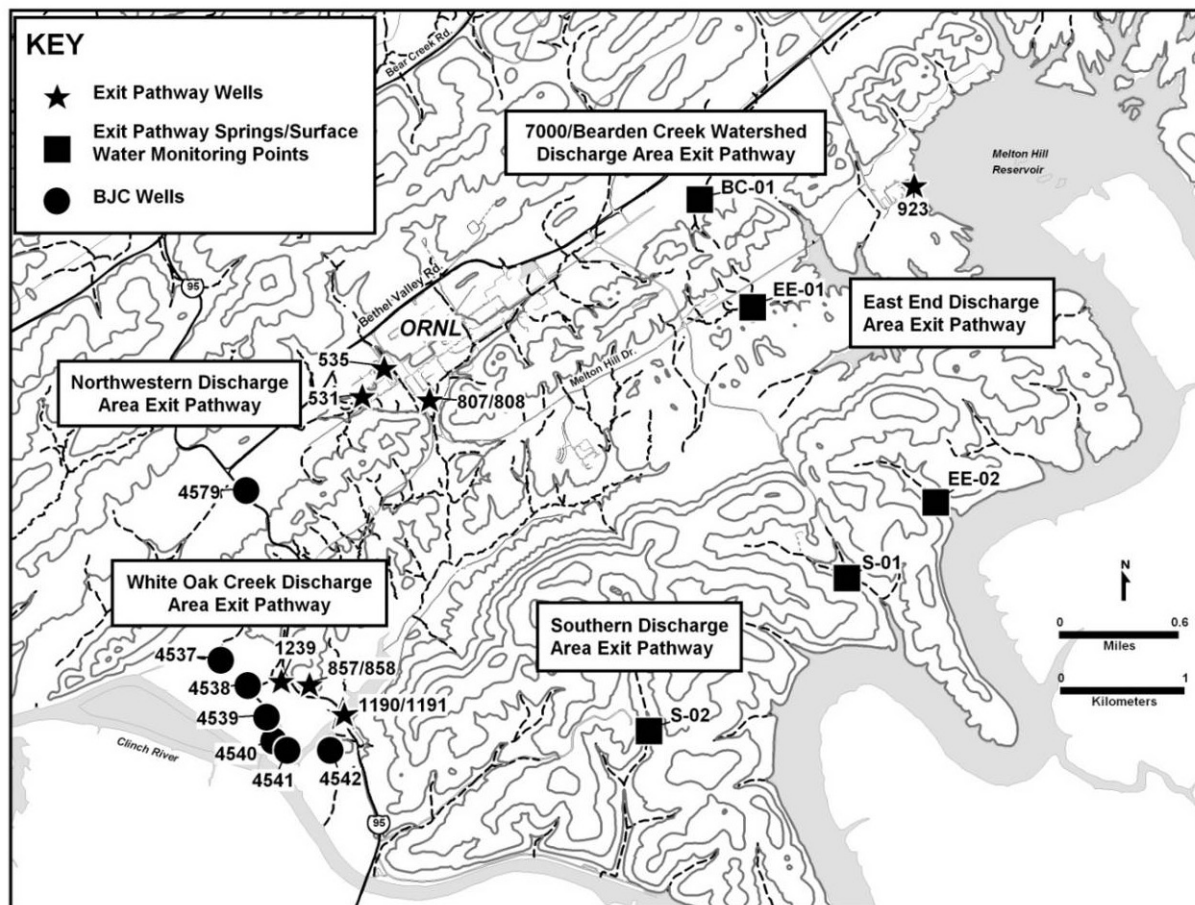 KEY
Exit Pathway Wells
Exit Pathway Springs/Surface
Water Monitoring Points
BJC Wells
Bear Creek Rd.
7000/Bearden Creek Watershed
Discharge Area Exit Pathway
Melton Hill
Reservoir
BC-01
923
95
Bethel Valley Rd.
EE-01
East End Discharge
Area Exit Pathway
ORNL
535
Melton Hill Dr.
Northwestern Discharge
Area Exit Pathway
531
807/808
4579
EE-02
S-01
White Oak Creek Discharge
Area Exit Pathway
N
Southern Discharge
Area Exit Pathway
0
0.6
Miles
1239
4537
857/858
4538
0
1
Kilometers
1190/1191
4539
S-02
Clinch River
4540
4541
4542
95